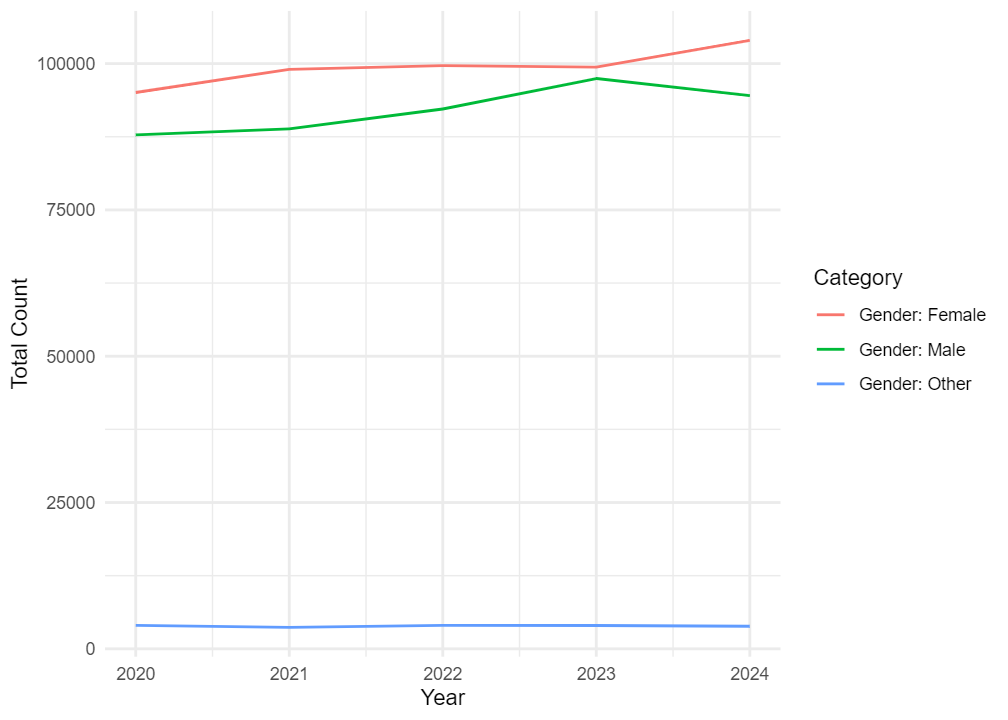 100000
75000
50000
25000
0
Total Count
2020 2021 2022 2023 2024
Year
Category
Gender: Female
Gender: Male
Gender: Other